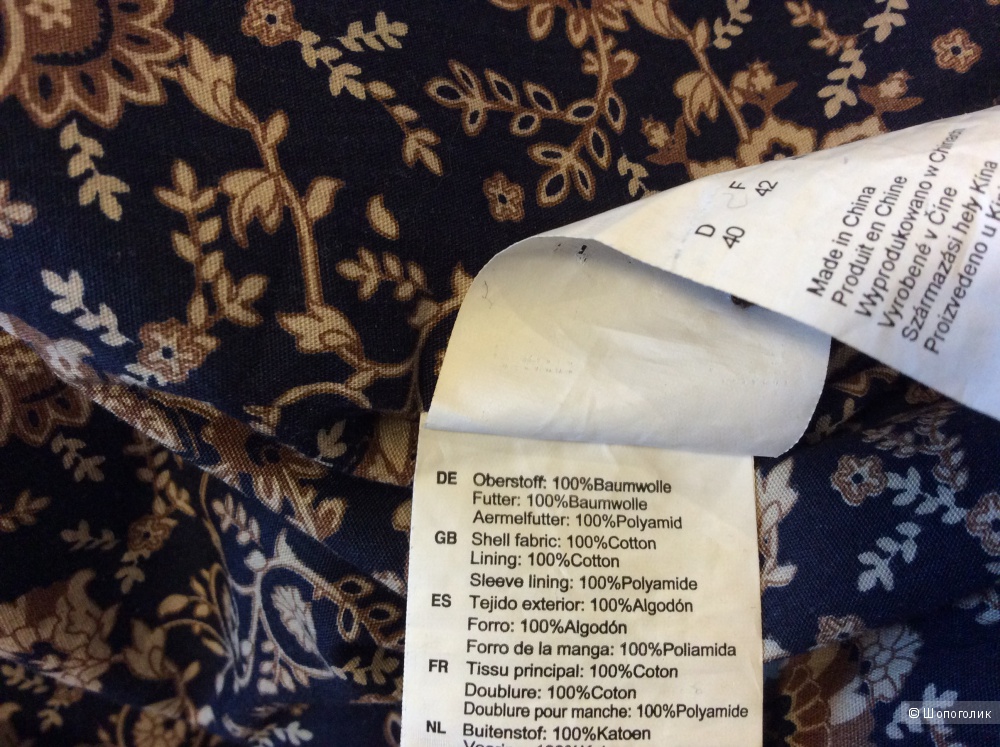 D F
40 42
Made in China
Produit en Chine
Wyprodukowano w Chinach
Vyrobené v Číne
Származási hely Kína
Proizvedeno u
DE Oberstoff: 100%Baumwolle
Futter: 100%Baumwolle
Aermelfutter: 100%Polyamid
GB Shell fabric: 100%Cotton
Lining: 100%Cotton
Sleeve lining: 100%Polyamide
ES Tejido exterior: 100%Algodón
Forro: 100%Algodón
Forro de la manga: 100%Poliamida
FR Tissu principal: 100%Coton
Doublure: 100%Coton
Doublure pour manche: 100%Polyamide
NL Buitenstof: 100%Katoen
© Шопоголик